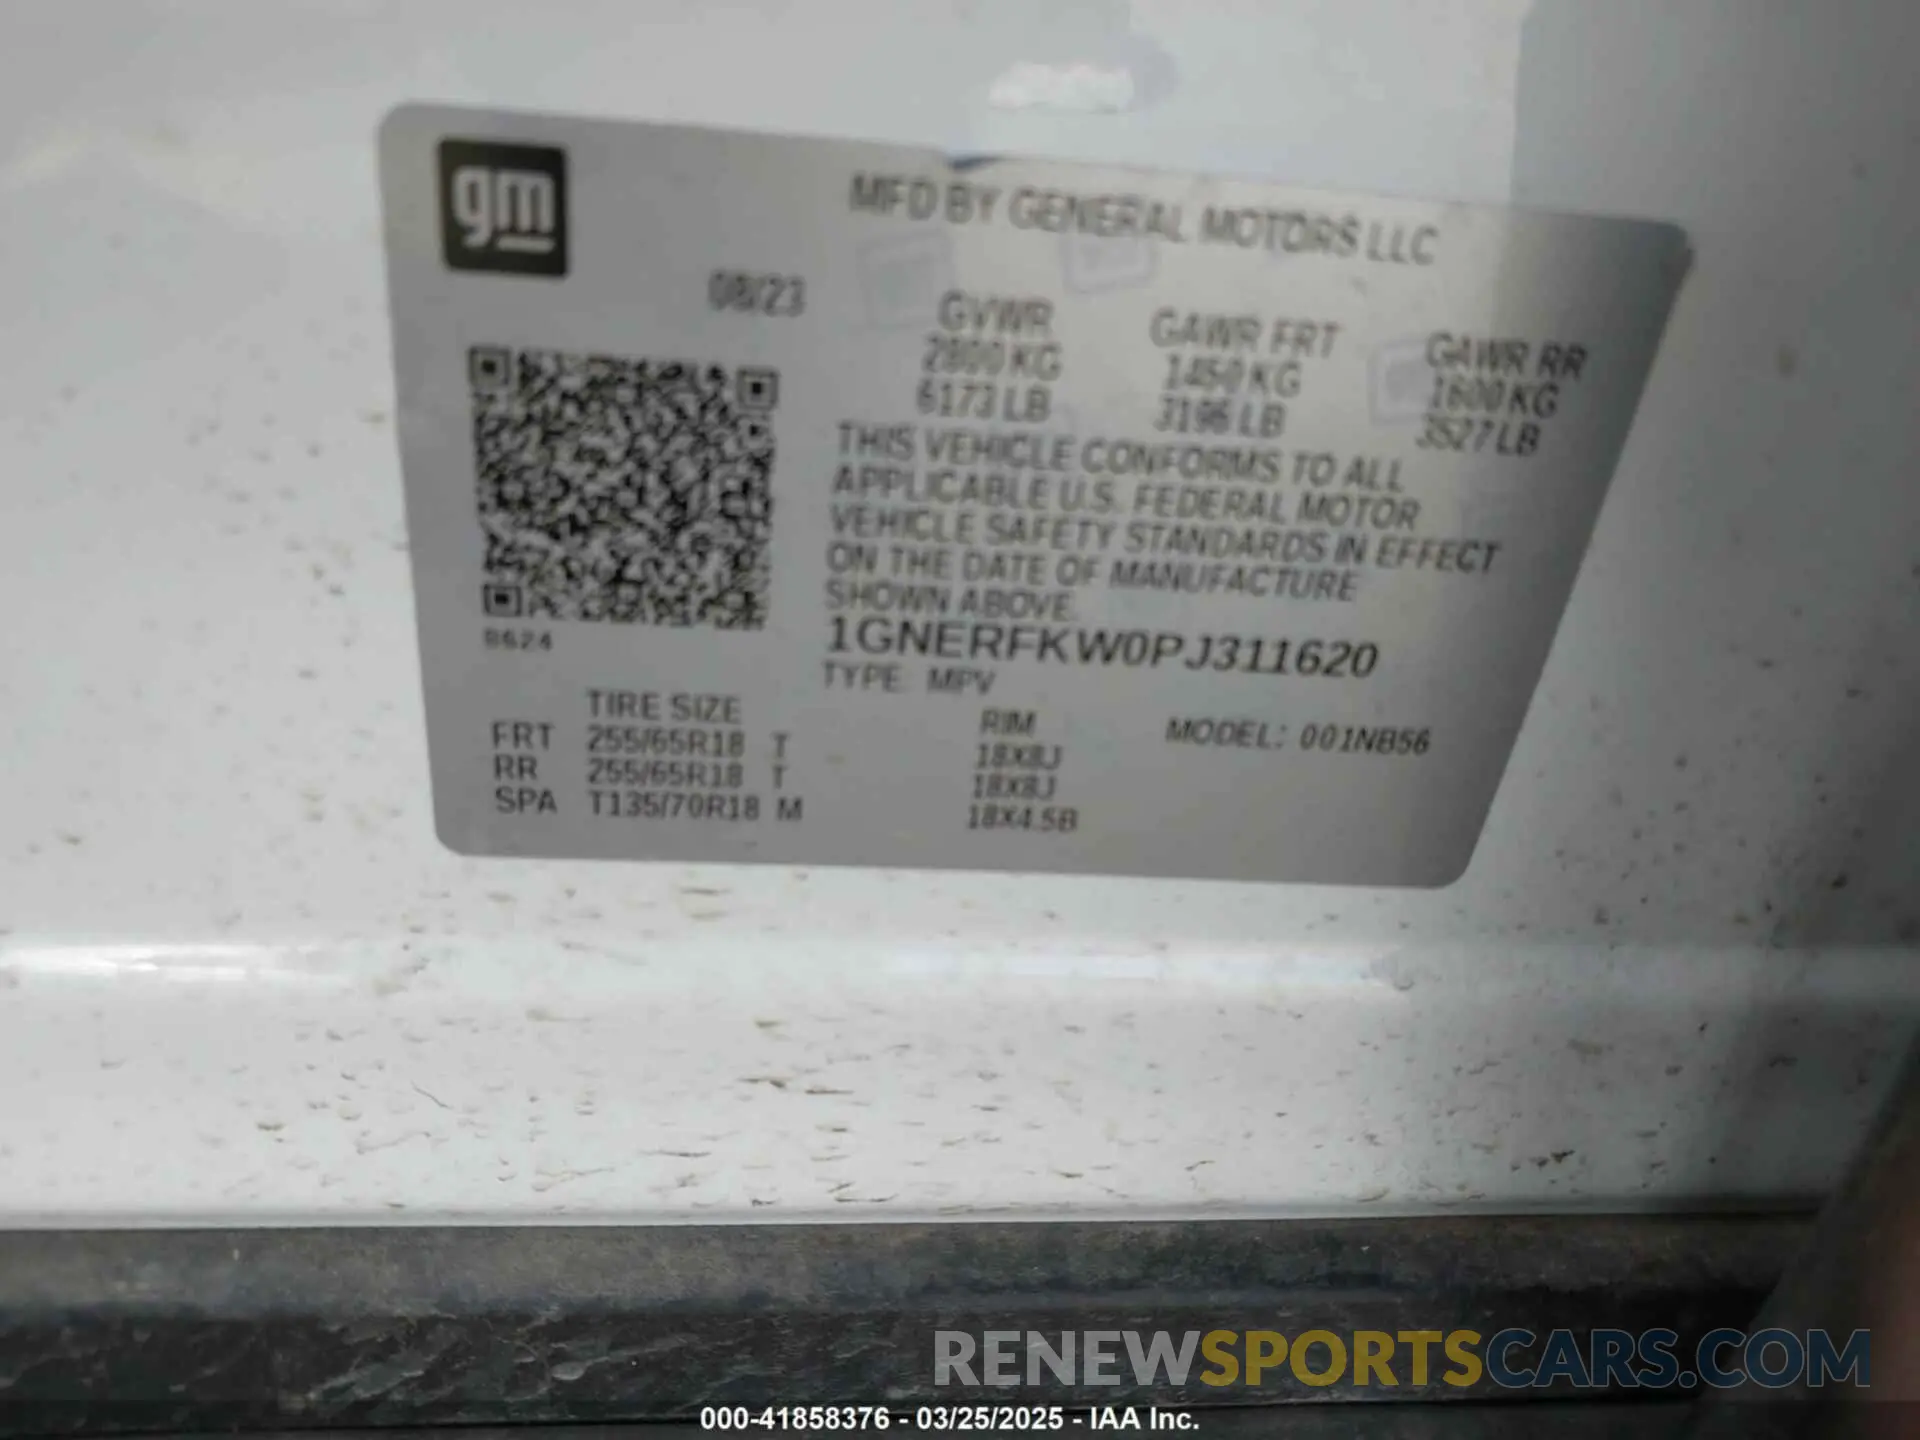 gm
MFD BY GENERAL MOTORS LLC
08/23
GVWR GAWR FRT GAWR RR
2800 KG 1450 KG 1600 KG
6173 LB 3196 LB 3527 LB
THIS VEHICLE CONFORMS TO ALL
APPLICABLE U.S. FEDERAL MOTOR
VEHICLE SAFETY STANDARDS IN EFFECT
ON THE DATE OF MANUFACTURE
SHOWN ABOVE.
8624
1GNERFKW0PJ311620
TYPE: MPV
MODEL: 001NB56
TIRE SIZE RIM
FRT 255/65R18 T 18X8J
RR 255/65R18 T 18X8J
SPA T135/70R18 M 18X4.5B
RENEWSPORTSCARS.COM
000-41858376 - 03/25/2025 - IAA Inc.